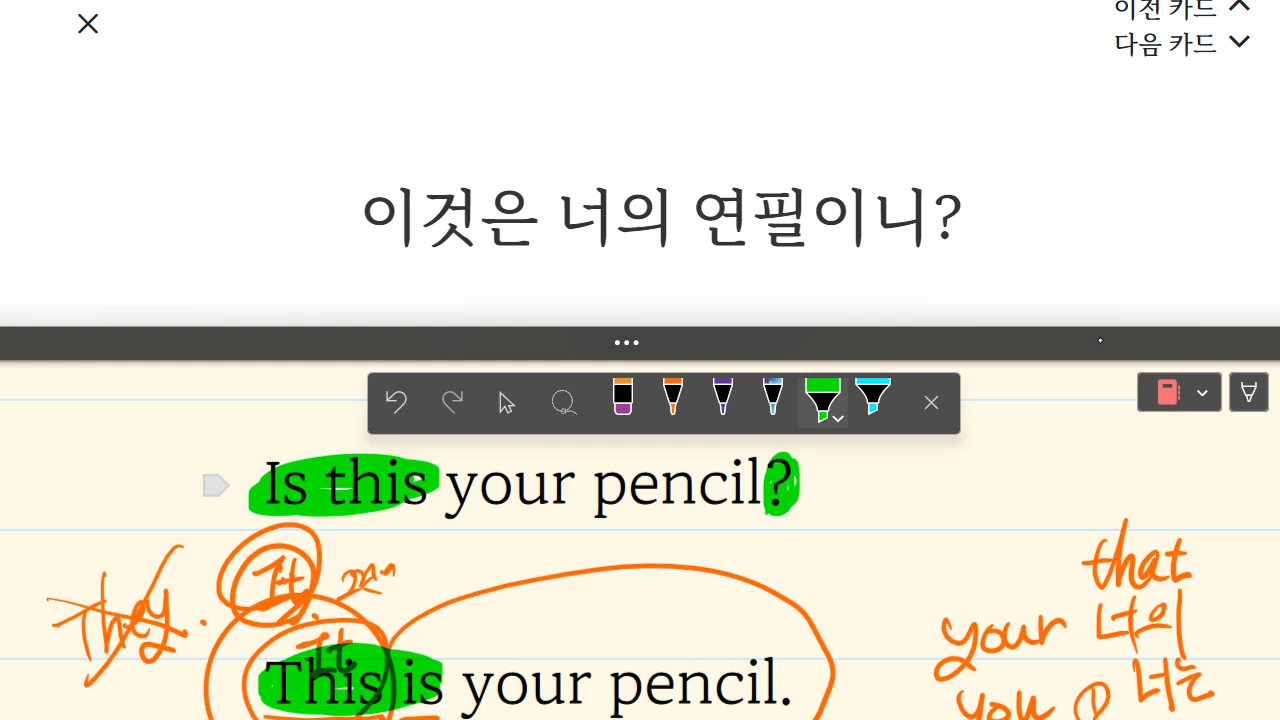 이전 카드
다음 카드
이것은 너의 연필이니?
Is this your pencil?
that
They.
It.
your 너의
It
This is your pencil.
you ① 너는